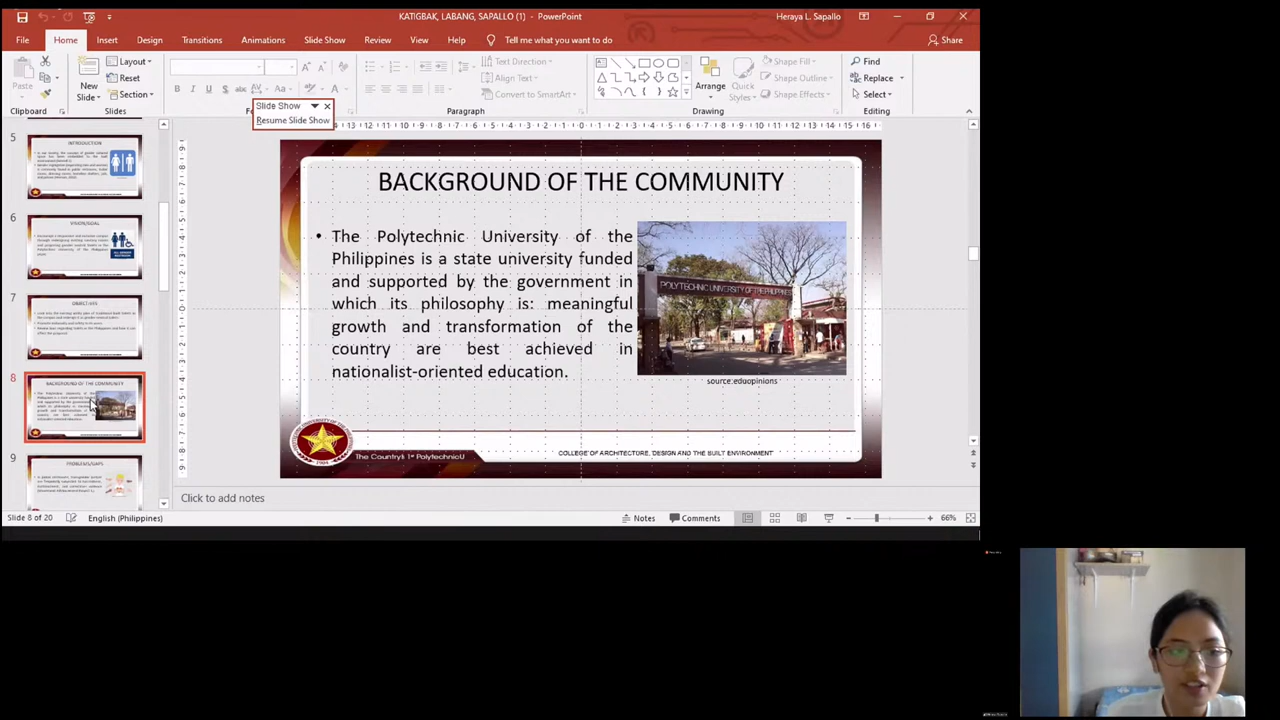 KATIGBAK, LABANG, SAPALLO (1) - PowerPoint
Heraya L. Sapallo
File Home Insert Design Transitions Animations Slide Show Review View Help Tell me what you want to do Share
Paste
New Slide
Layout
Reset
Section
Text Direction
Align Text
Convert to SmartArt
Arrange
Quick Styles
Shape Fill
Shape Outline
Shape Effects
Find
Replace
Select
Clipboard Slides Paragraph Drawing Editing
Slide Show
Resume Slide Show
5
INTRODUCTION
6
VISION/GOAL
7
OBJECTIVES
8
BACKGROUND OF THE COMMUNITY
9
PROBLEMS/GAPS
BACKGROUND OF THE COMMUNITY
• The Polytechnic University of the
Philippines is a state university funded
and supported by the government in
which its philosophy is: meaningful
growth and transformation of the
country are best achieved in
nationalist-oriented education.
POLYTECHNIC UNIVERSITY OF THE PHILIPPINES
source:eduopinions
The Country's 1st PolytechnicU
COLLEGE OF ARCHITECTURE, DESIGN AND THE BUILT ENVIRONMENT
Click to add notes
Slide 8 of 20 English (Philippines) Notes Comments 66%